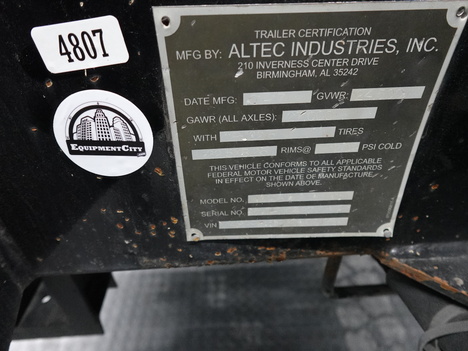 4807
EQUIPMENTCITY
TRAILER CERTIFICATION
MFG BY: ALTEC INDUSTRIES, INC.
210 INVERNESS CENTER DRIVE
BIRMINGHAM, AL 35242
DATE MFG: GVWR:
GAWR (ALL AXLES):
WITH TIRES
RIMS@ PSI COLD
THIS VEHICLE CONFORMS TO ALL APPLICABLE
FEDERAL MOTOR VEHICLE SAFETY STANDARDS
IN EFFECT ON THE DATE OF MANUFACTURE
SHOWN ABOVE.
MODEL NO.
SERIAL NO.
VIN